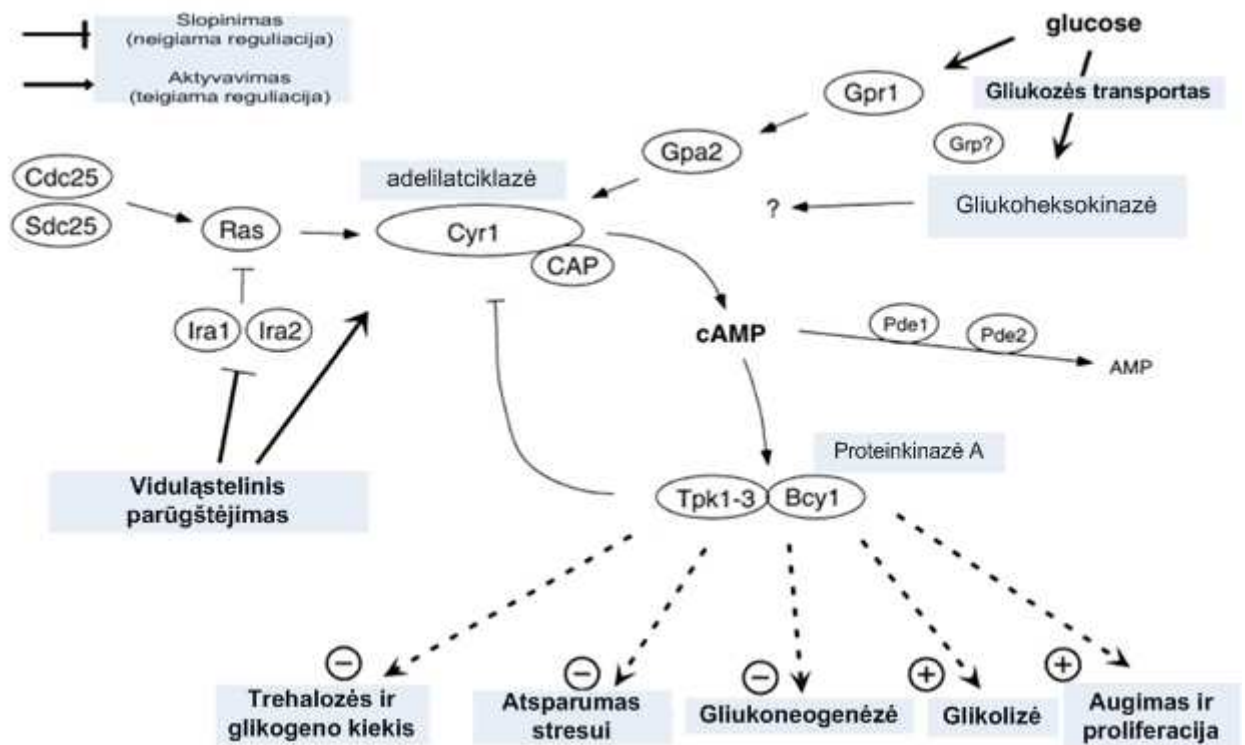 Slopinimas
(neigiama reguliacija)
Aktyvavimas
(teigiama reguliacija)
glucose
Gliukozės transportas
Gpr1
Grp?
Gpa2
Gliukoheksokinazė
?
adelilatciklazė
Cdc25
Sdc25
Ras
Cyr1
CAP
Ira1
Ira2
cAMP
Pde1
Pde2
AMP
Viduląstelinis
parūgštėjimas
Proteinkinazė A
Tpk1-3
Bcy1
−
−
−
+
+
Trehalozės ir
glikogeno kiekis
Atsparumas
stresui
Gliukoneogenėzė
Glikolizė
Augimas ir
proliferacija